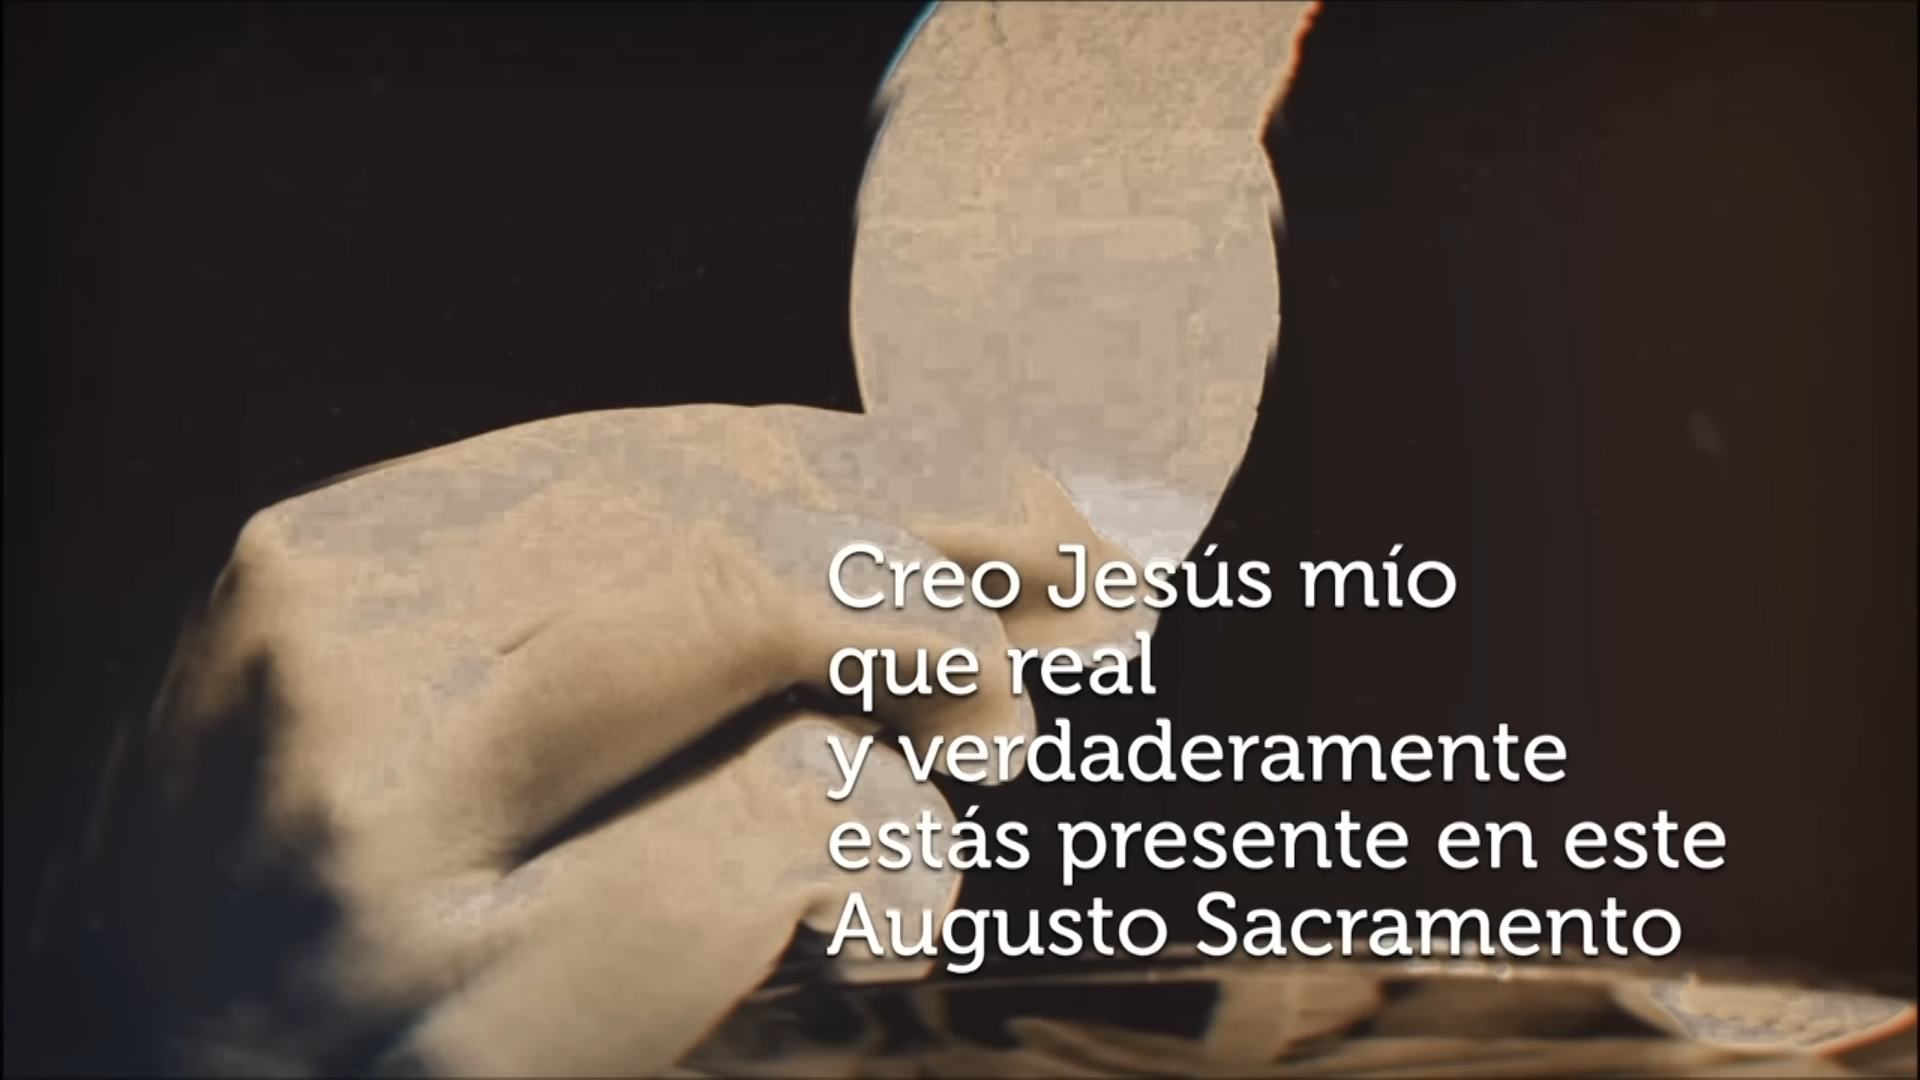 Creo Jesús mío
que real
y verdaderamente
estás presente en este
Augusto Sacramento